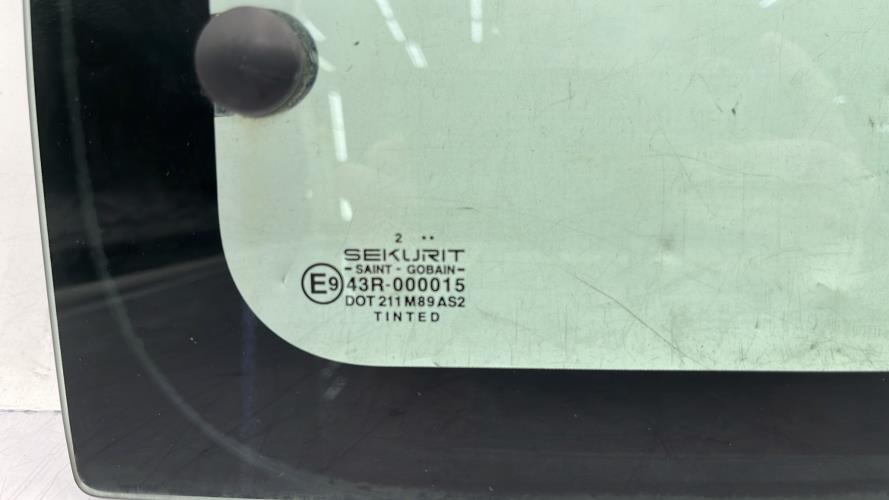 2 ..
SEKURIT
- SAINT - GOBAIN -
E9 43R-000015
DOT 211 M89 AS2
TINTED